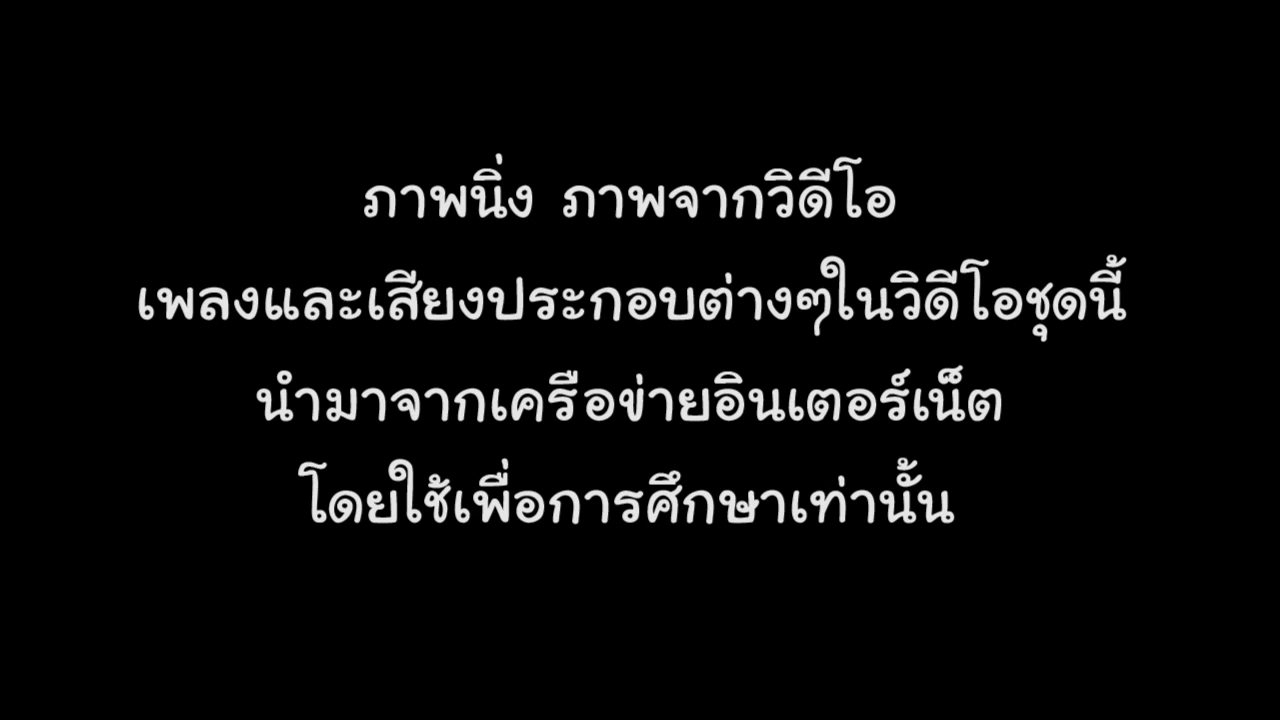 ภาพนิ่ง ภาพจากวิดีโอ
เพลงและเสียงประกอบต่างๆในวิดีโอชุดนี้
นำมาจากเครือข่ายอินเตอร์เน็ต
โดยใช้เพื่อการศึกษาเท่านั้น